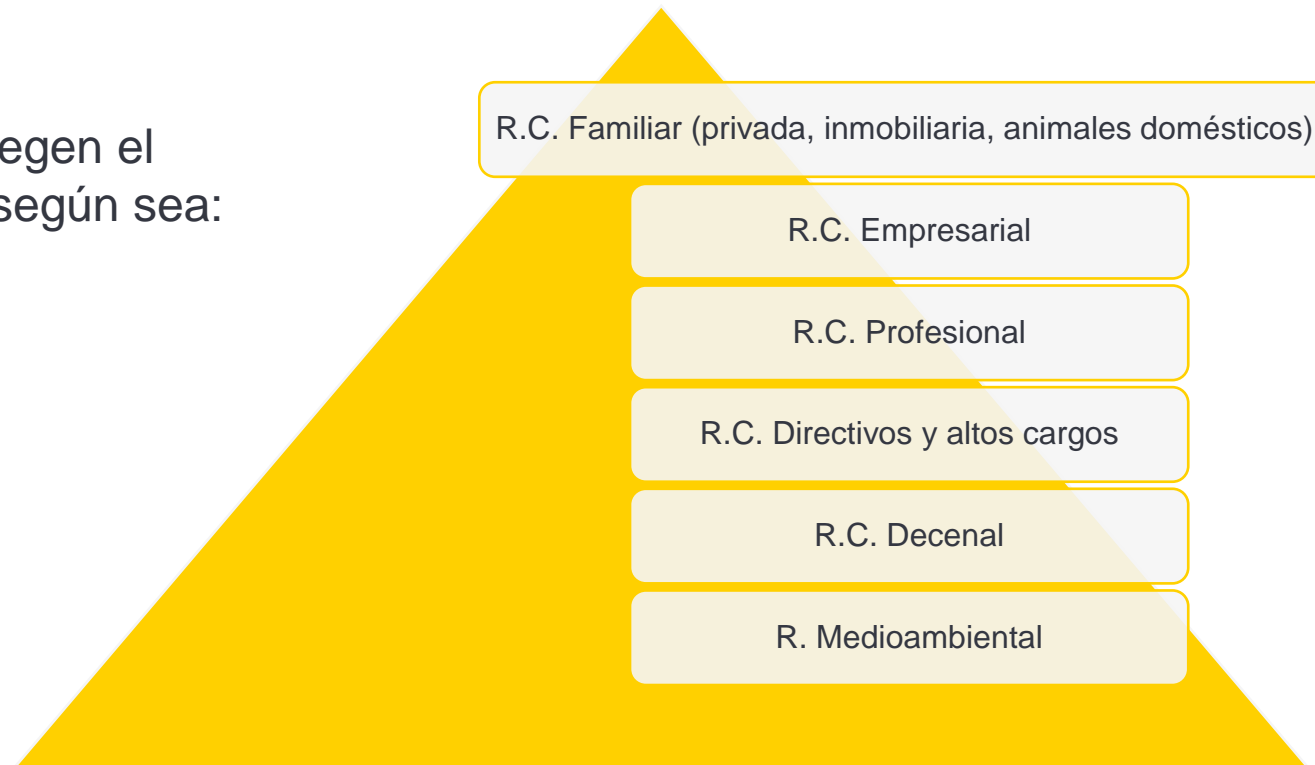 egen el
según sea:
R.C. Familiar (privada, inmobiliaria, animales domésticos)
R.C. Empresarial
R.C. Profesional
R.C. Directivos y altos cargos
R.C. Decenal
R. Medioambiental